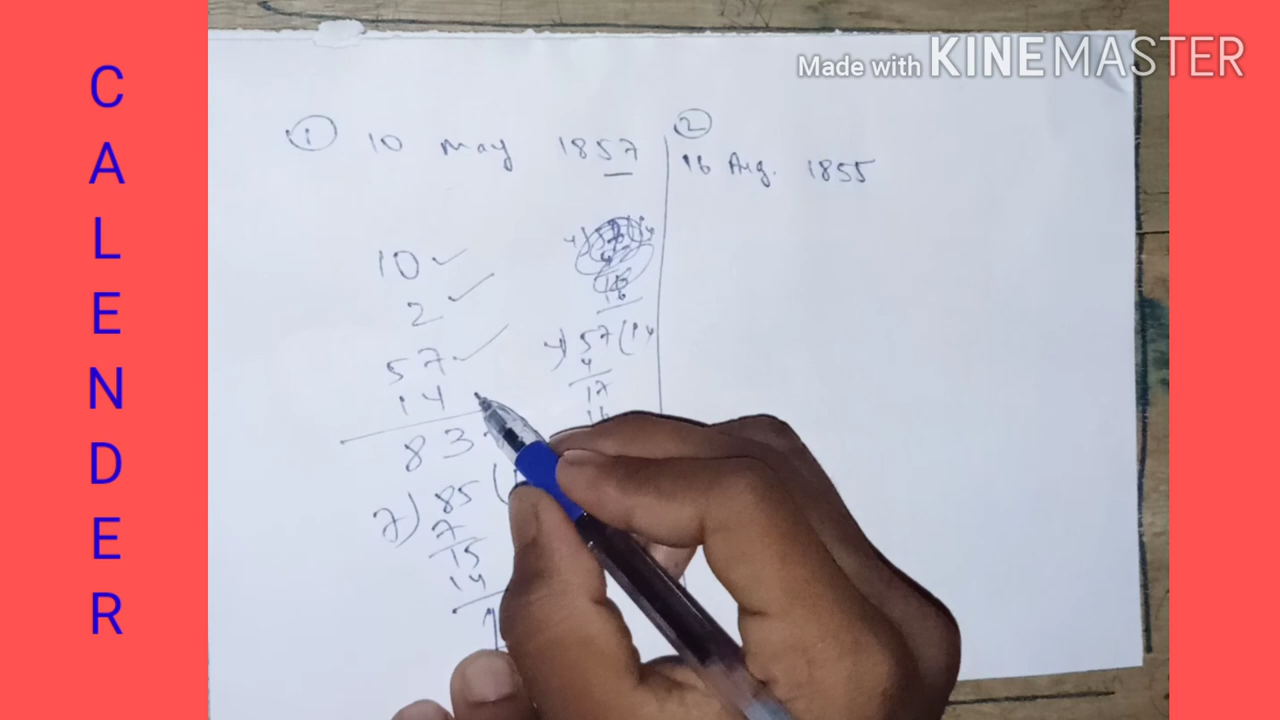 CALENDER
Made with KINEMASTER
① 10 May 1857
②
16 Aug. 1855
10 ✓
2 ✓
57 ✓
14
83
7) 85 (
7
15
14
1
4) 57 (14
4
17
16